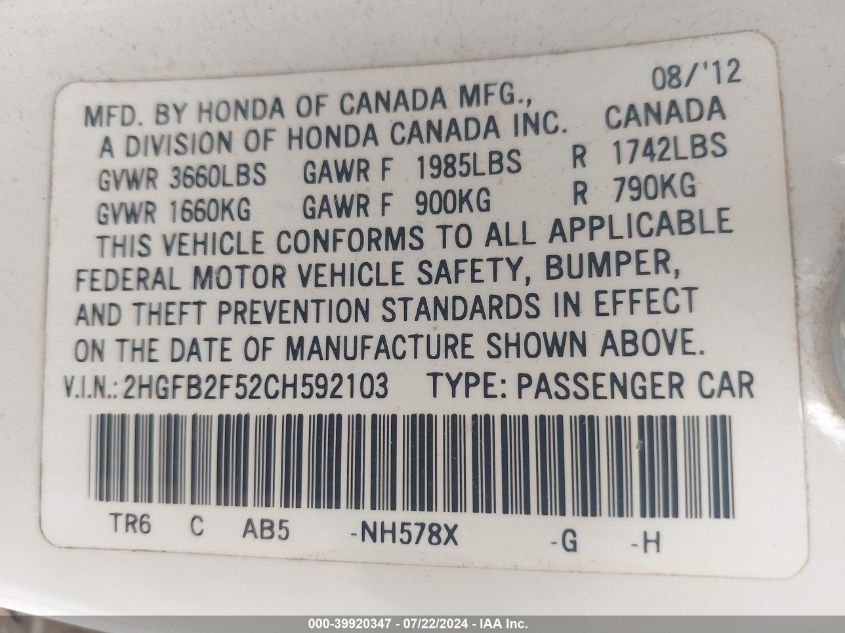 08/'12
MFD. BY HONDA OF CANADA MFG.,
A DIVISION OF HONDA CANADA INC. CANADA
GVWR 3660LBS GAWR F 1985LBS R 1742LBS
GVWR 1660KG GAWR F 900KG R 790KG
THIS VEHICLE CONFORMS TO ALL APPLICABLE
FEDERAL MOTOR VEHICLE SAFETY, BUMPER,
AND THEFT PREVENTION STANDARDS IN EFFECT
ON THE DATE OF MANUFACTURE SHOWN ABOVE.
V.I.N.: 2HGFB2F52CH592103 TYPE: PASSENGER CAR
TR6 C AB5 -NH578X -G -H
000-39920347 - 07/22/2024 - IAA Inc.